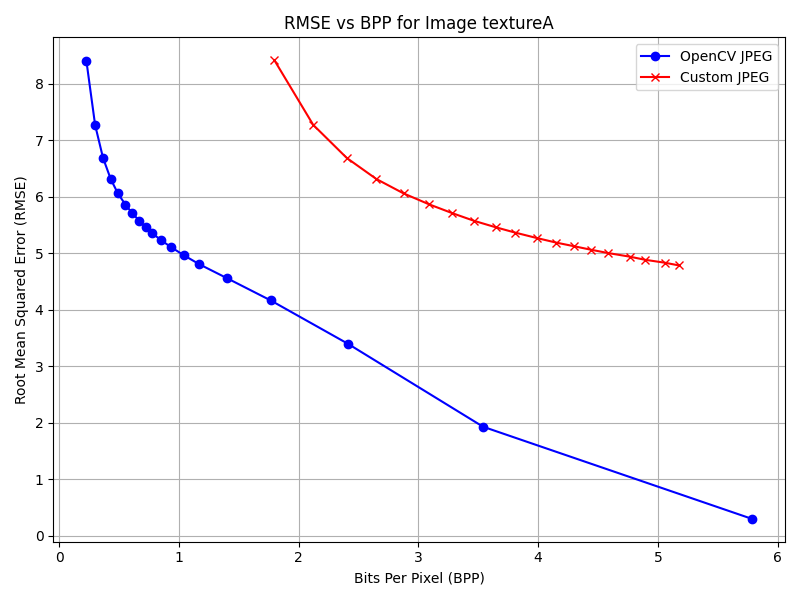 RMSE vs BPP for Image textureA
OpenCV JPEG
Custom JPEG
Root Mean Squared Error (RMSE)
8
7
6
5
4
3
2
1
0
0 1 2 3 4 5 6
Bits Per Pixel (BPP)